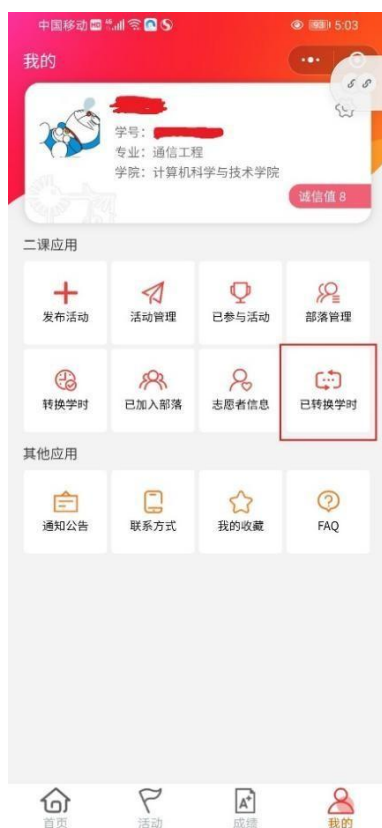 中国移动 5:03
我的
学号：
专业：通信工程
学院：计算机科学与技术学院
诚信值 8
二课应用
发布活动 活动管理 已参与活动 部落管理
转换学时 已加入部落 志愿者信息 已转换学时
其他应用
通知公告 联系方式 我的收藏 FAQ
首页 活动 成绩 我的